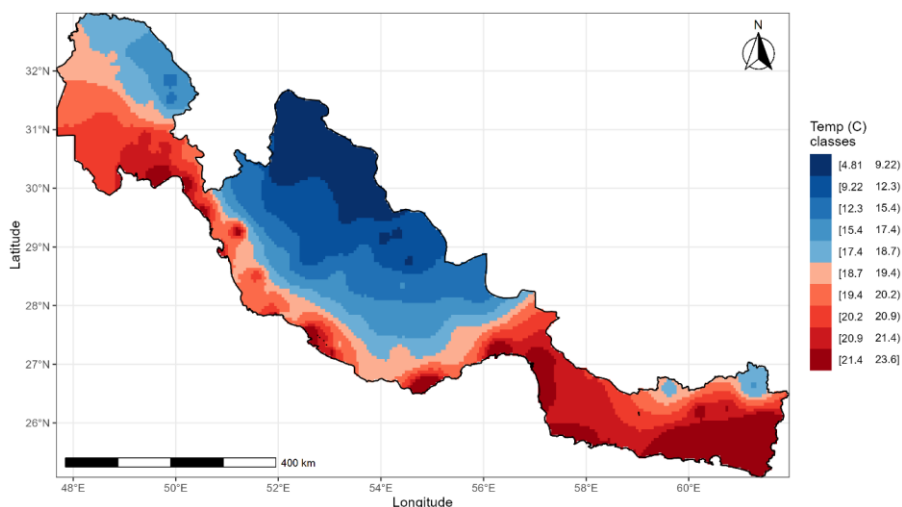 N
32°N
31°N
30°N
29°N
28°N
27°N
26°N
Latitude
400 km
48°E 50°E 52°E 54°E 56°E 58°E 60°E
Longitude
Temp (C)
classes
[4.81 9.22)
[9.22 12.3)
[12.3 15.4)
[15.4 17.4)
[17.4 18.7)
[18.7 19.4)
[19.4 20.2)
[20.2 20.9)
[20.9 21.4)
[21.4 23.6]